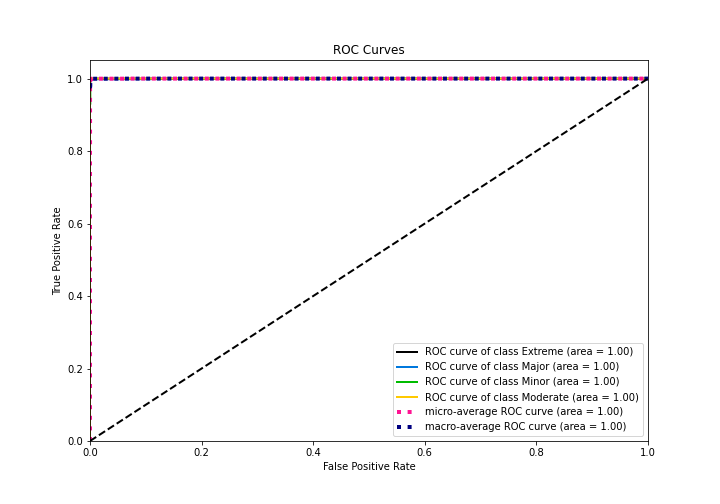 ROC Curves
True Positive Rate
1.0
0.8
0.6
0.4
0.2
0.0
0.0 0.2 0.4 0.6 0.8 1.0
False Positive Rate
ROC curve of class Extreme (area = 1.00)
ROC curve of class Major (area = 1.00)
ROC curve of class Minor (area = 1.00)
ROC curve of class Moderate (area = 1.00)
micro-average ROC curve (area = 1.00)
macro-average ROC curve (area = 1.00)